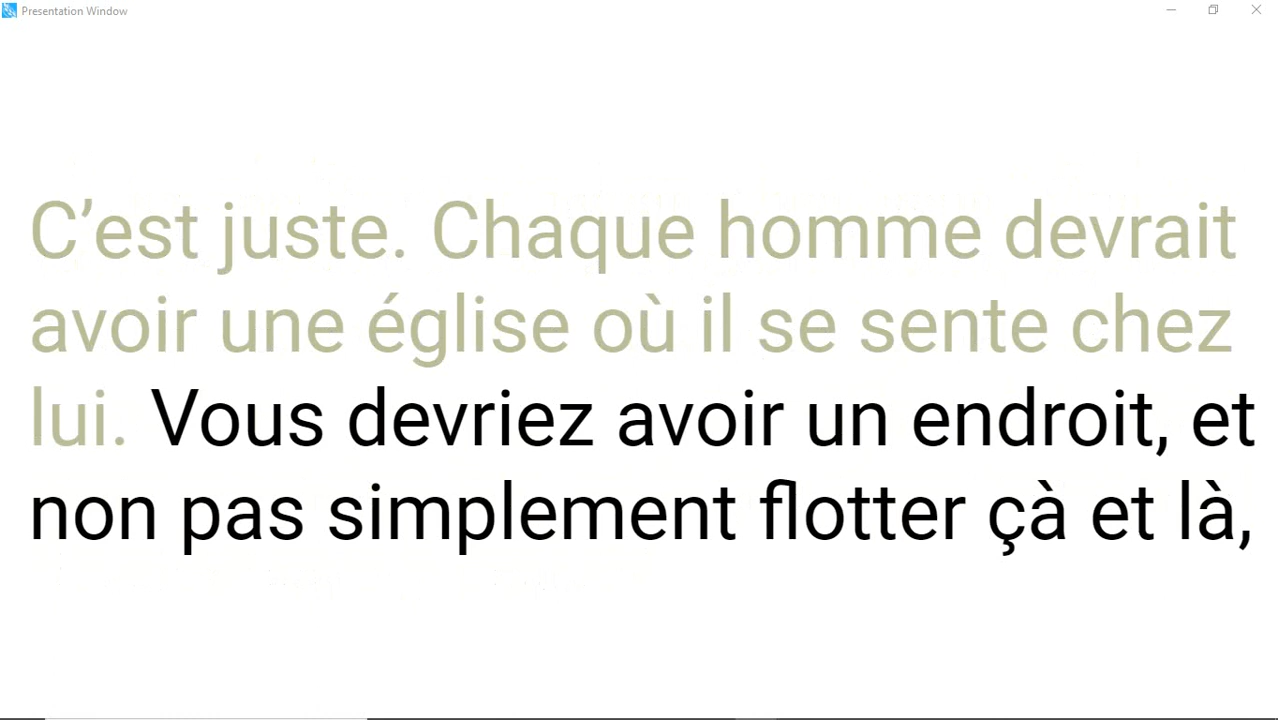 Presentation Window
C’est juste. Chaque homme devrait
avoir une église où il se sente chez
lui. Vous devriez avoir un endroit, et
non pas simplement flotter çà et là,